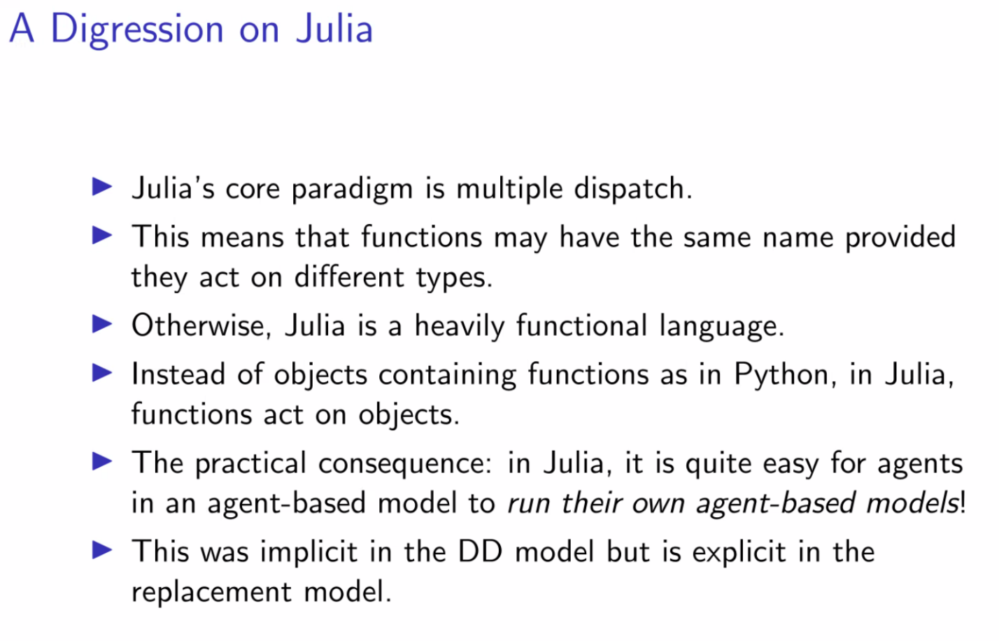 A Digression on Julia
▶ Julia's core paradigm is multiple dispatch.
▶ This means that functions may have the same name provided
they act on different types.
▶ Otherwise, Julia is a heavily functional language.
▶ Instead of objects containing functions as in Python, in Julia,
functions act on objects.
▶ The practical consequence: in Julia, it is quite easy for agents
in an agent-based model to run their own agent-based models!
▶ This was implicit in the DD model but is explicit in the
replacement model.